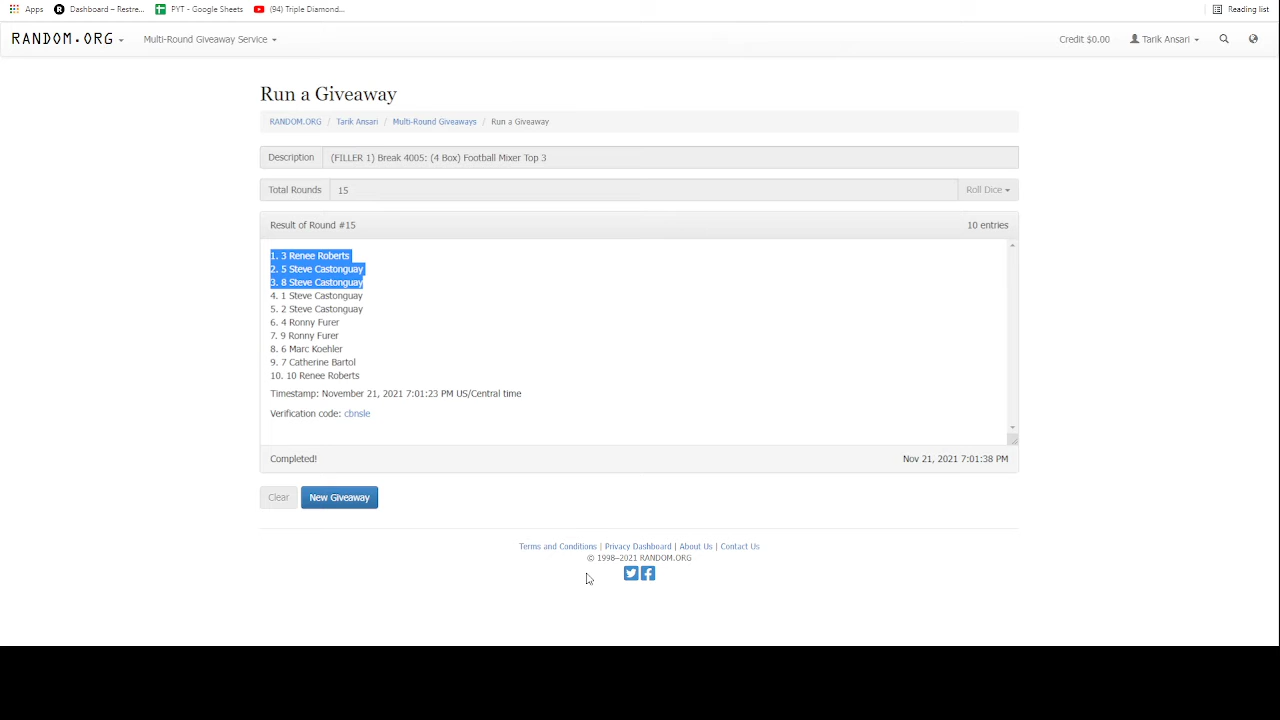 Apps Dashboard – Restre... PYT - Google Sheets (94) Triple Diamond... Reading list
RANDOM.ORG Multi-Round Giveaway Service Credit $0.00 Tarik Ansari
Run a Giveaway
RANDOM.ORG / Tarik Ansari / Multi-Round Giveaways / Run a Giveaway
Description (FILLER 1) Break 4005: (4 Box) Football Mixer Top 3
Total Rounds 15 Roll Dice
Result of Round #15 10 entries
1. 3 Renee Roberts
2. 5 Steve Castonguay
3. 8 Steve Castonguay
4. 1 Steve Castonguay
5. 2 Steve Castonguay
6. 4 Ronny Furer
7. 9 Ronny Furer
8. 6 Marc Koehler
9. 7 Catherine Bartol
10. 10 Renee Roberts
Timestamp: November 21, 2021 7:01:23 PM US/Central time
Verification code: cbnsle
Completed! Nov 21, 2021 7:01:38 PM
Clear New Giveaway
Terms and Conditions | Privacy Dashboard | About Us | Contact Us
© 1998–2021 RANDOM.ORG